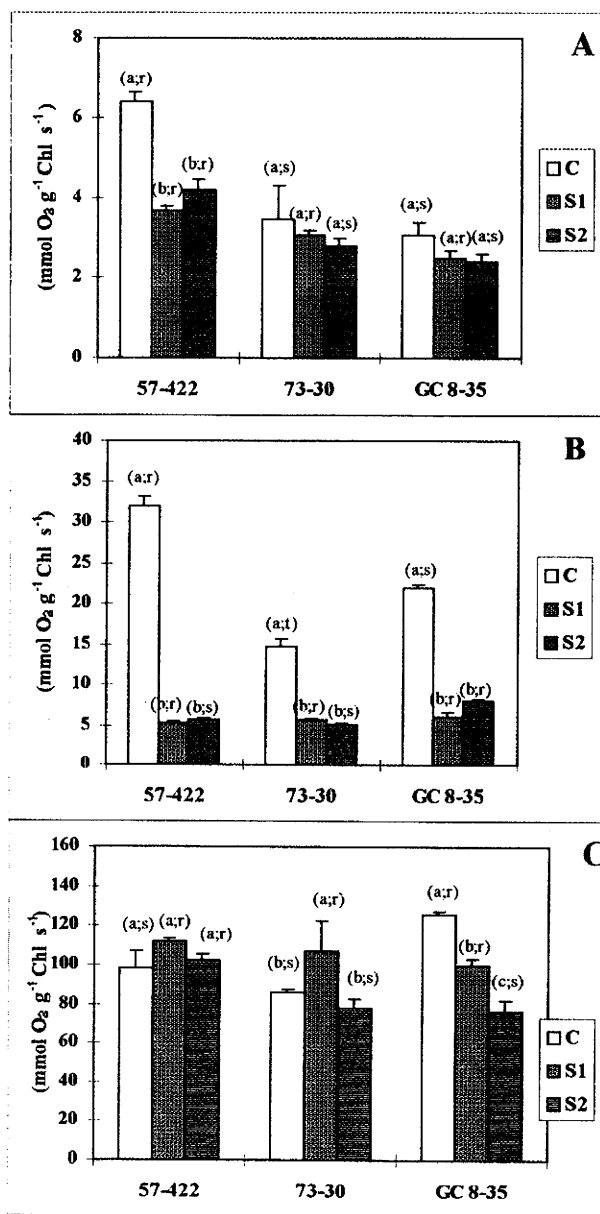 A
(mmol O₂ g⁻¹ Chl s⁻¹)
8
6
4
2
0
(a;r)
(b;r)
(b;r)
(a;s)
(a;r)
(a;s)
(a;s)
(a;r)
(a;s)
57-422
73-30
GC 8-35
C
S1
S2
B
(mmol O₂ g⁻¹ Chl s⁻¹)
40
35
30
25
20
15
10
5
0
(a;r)
(b;r)
(b;s)
(a;t)
(b;r)
(b;s)
(a;s)
(b;r)
(b;r)
57-422
73-30
GC 8-35
C
S1
S2
C
(mmol O₂ g⁻¹ Chl s⁻¹)
160
140
120
100
80
60
40
20
0
(a;s)
(a;r)
(a;r)
(b;s)
(a;r)
(b;s)
(a;r)
(b;r)
(c;s)
57-422
73-30
GC 8-35
C
S1
S2